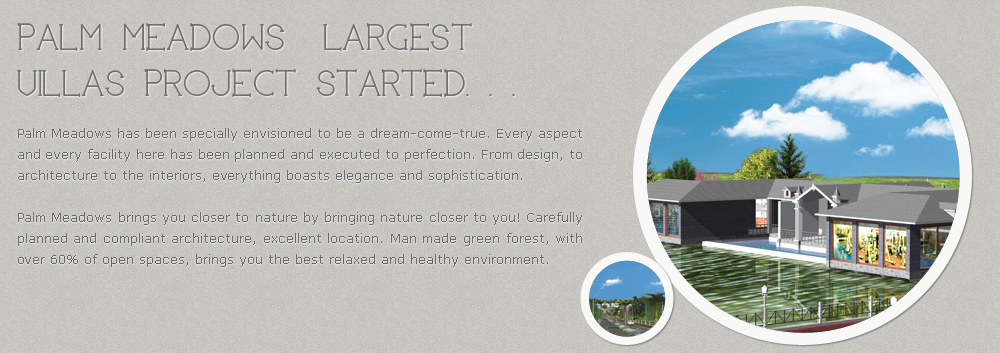 PALM MEADOWS LARGEST
VILLAS PROJECT STARTED. . .
Palm Meadows has been specially envisioned to be a dream-come-true. Every aspect
and every facility here has been planned and executed to perfection. From design, to
architecture to the interiors, everything boasts elegance and sophistication.
Palm Meadows brings you closer to nature by bringing nature closer to you! Carefully
planned and compliant architecture, excellent location. Man made green forest, with
over 60% of open spaces, brings you the best relaxed and healthy environment.